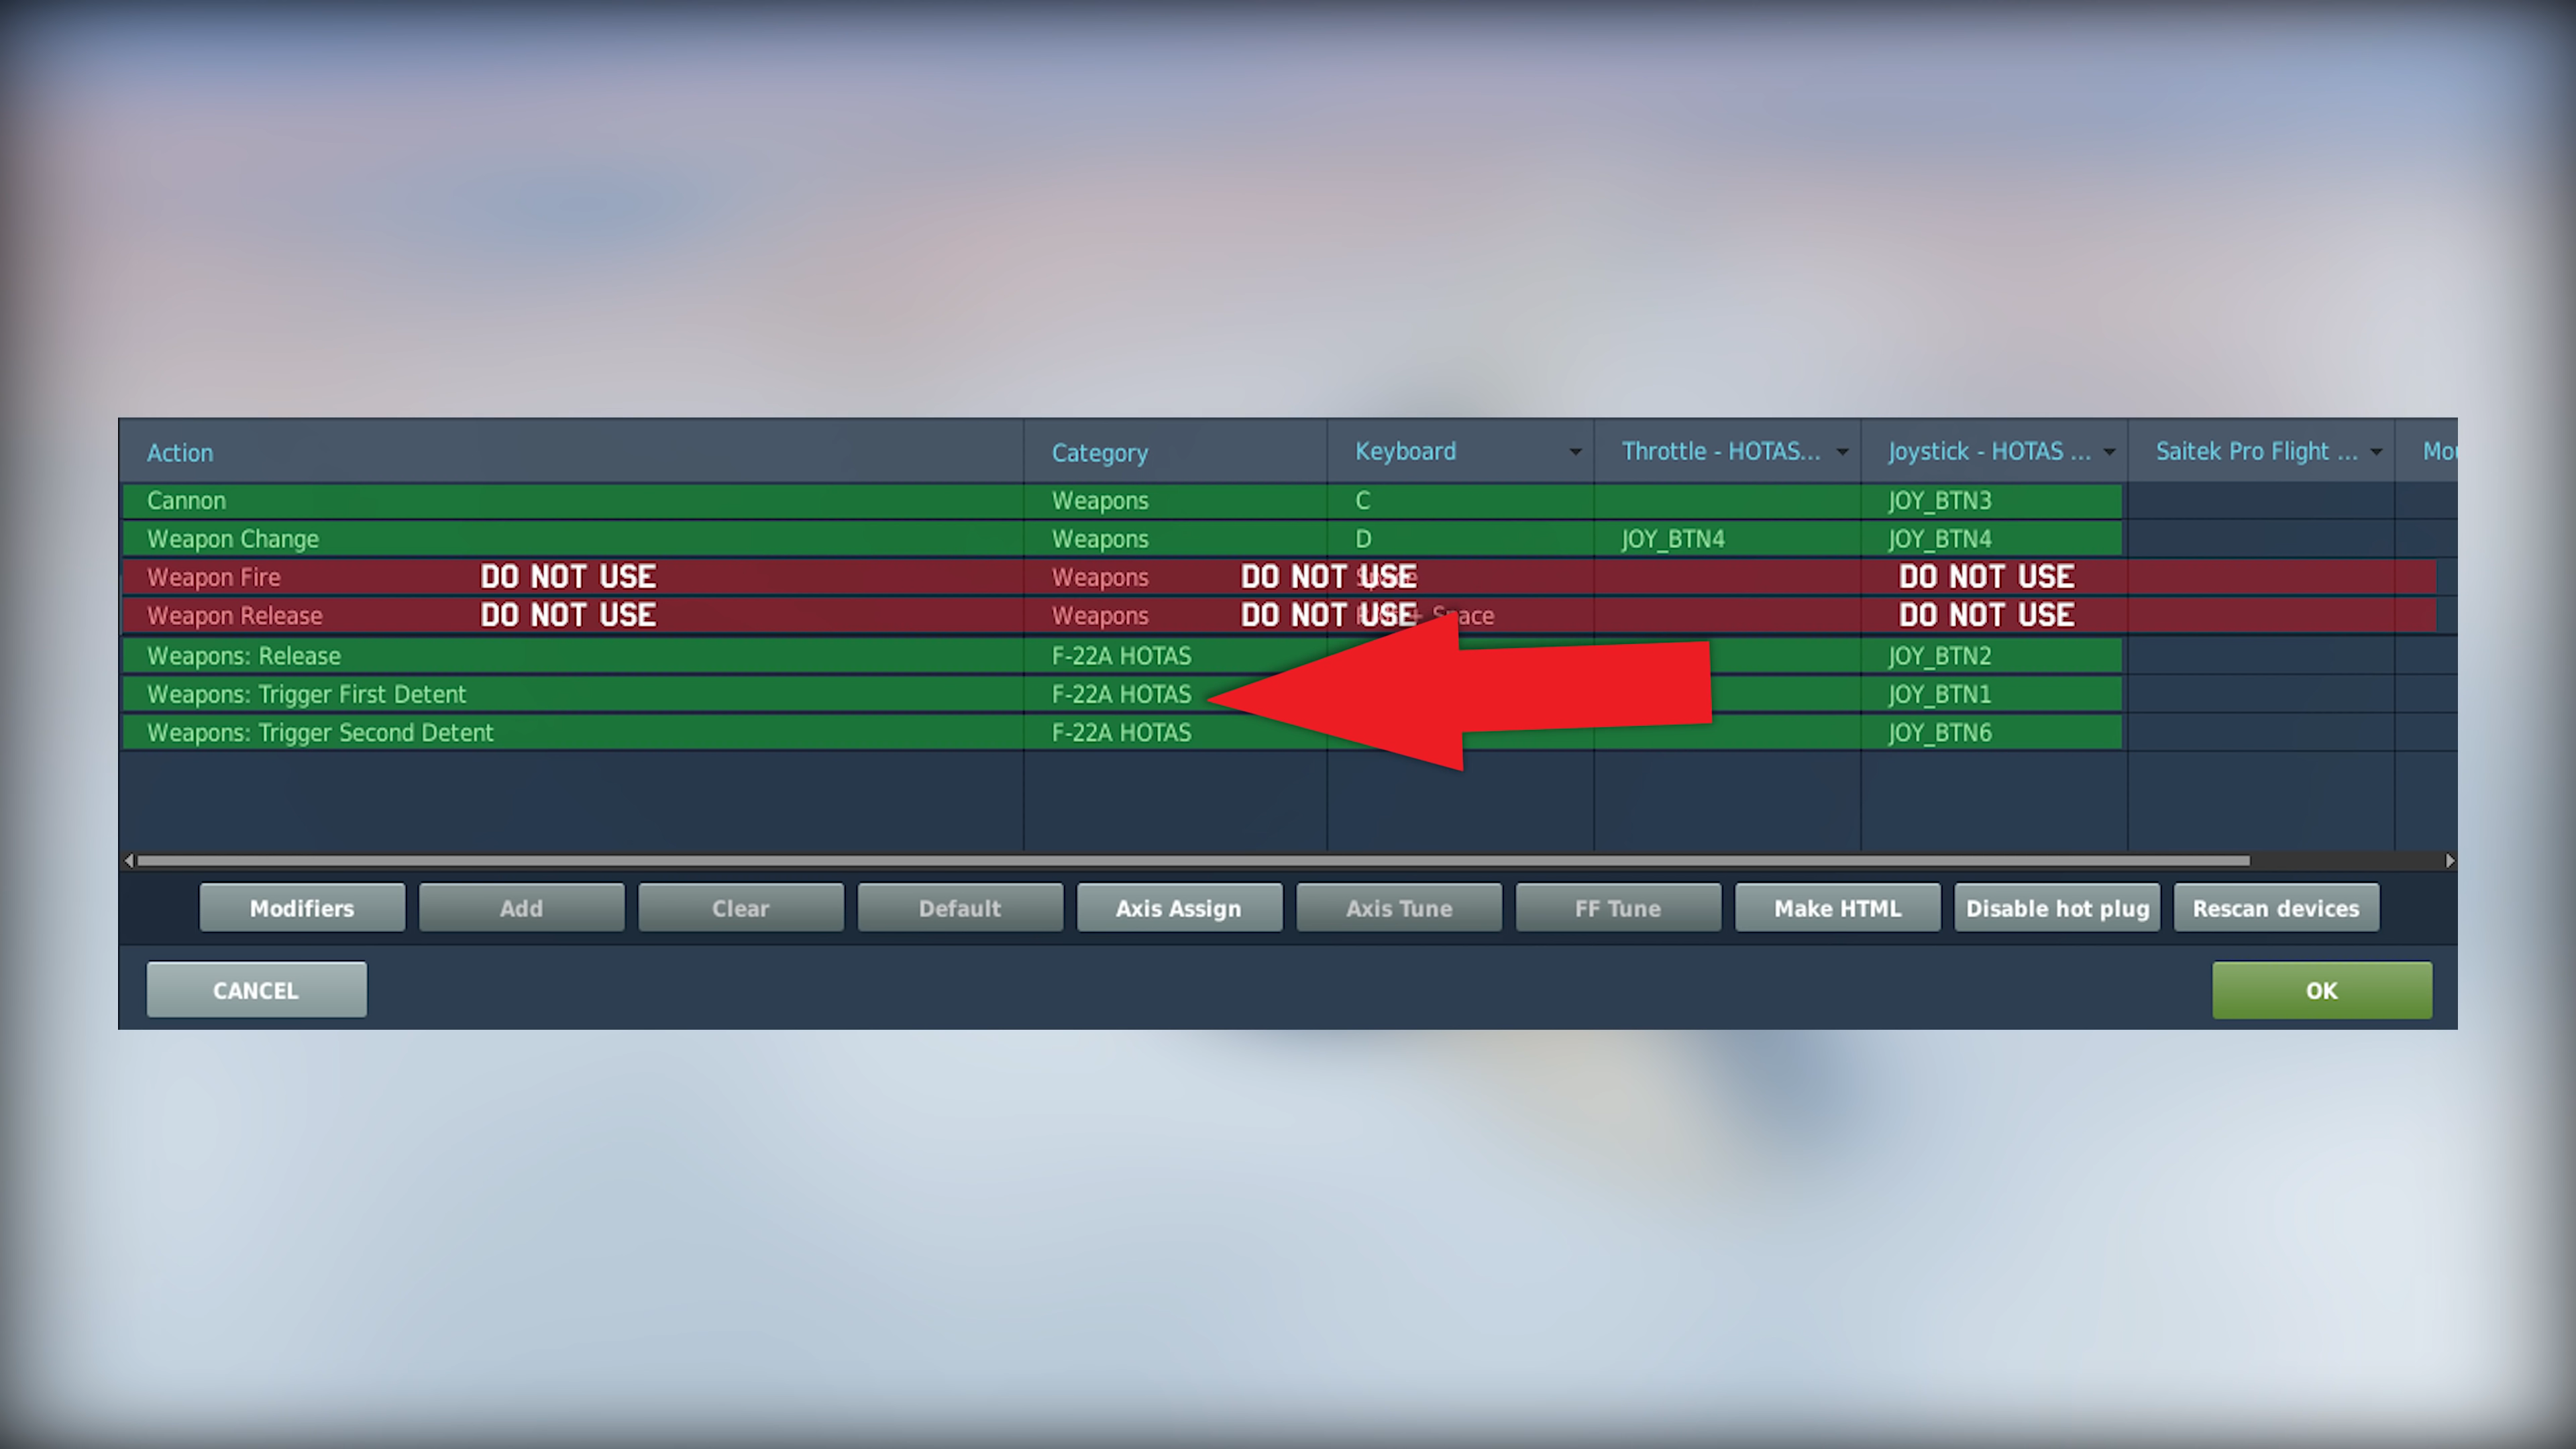 Action Category Keyboard Throttle - HOTAS... Joystick - HOTAS ... Saitek Pro Flight ...
Cannon Weapons C JOY_BTN3
Weapon Change Weapons D JOY_BTN4 JOY_BTN4
Weapon Fire DO NOT USE Weapons DO NOT USE DO NOT USE
Weapon Release DO NOT USE Weapons DO NOT USE DO NOT USE
Weapons: Release F-22A HOTAS JOY_BTN2
Weapons: Trigger First Detent F-22A HOTAS JOY_BTN1
Weapons: Trigger Second Detent F-22A HOTAS JOY_BTN6
Modifiers Add Clear Default Axis Assign Axis Tune FF Tune Make HTML Disable hot plug Rescan devices
CANCEL OK